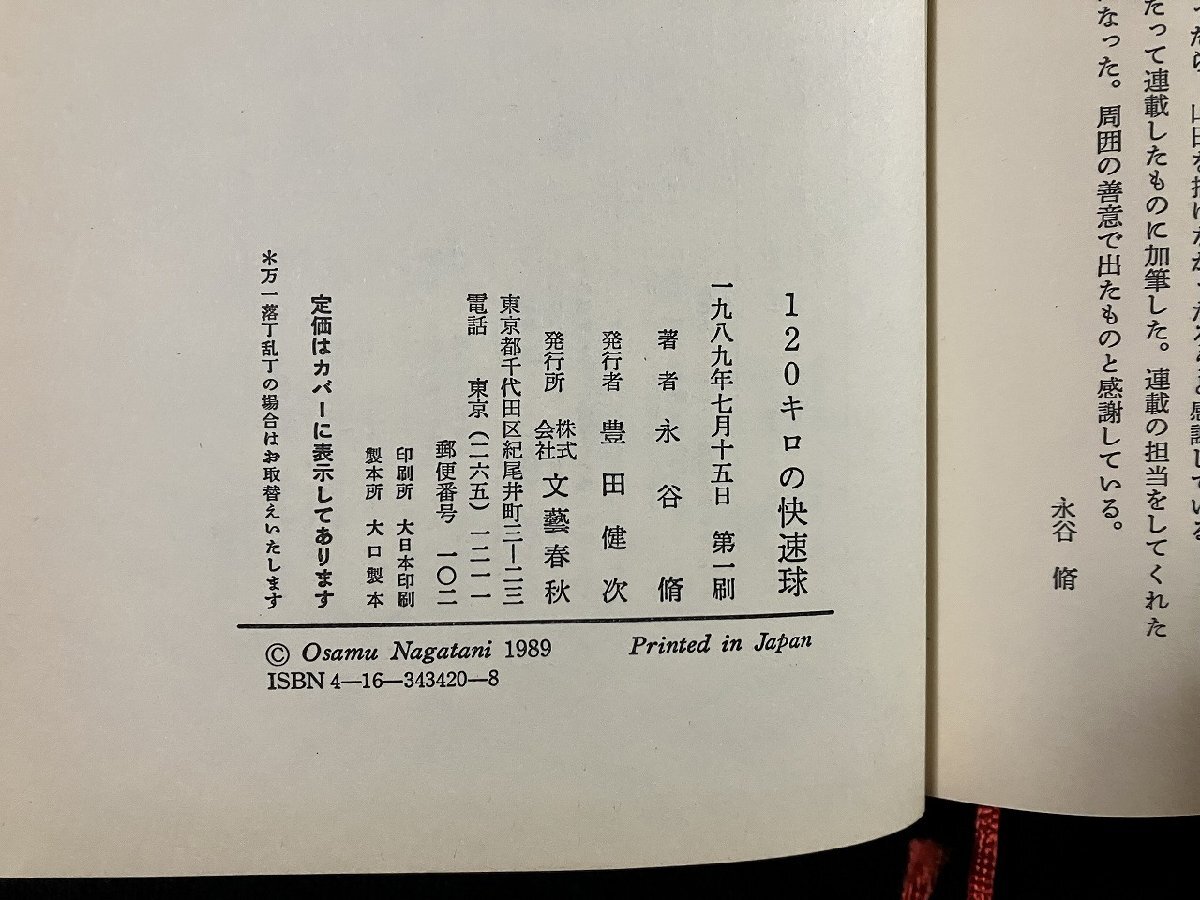 たって連載したものに加筆した。連載の担当をしてくれた
なった。周囲の善意で出たものと感謝している。
永谷 脩
120キロの快速球
一九八九年七月十五日 第一刷
著者 永谷 脩
発行者 豊田健次
発行所 株式会社 文藝春秋
東京都千代田区紀尾井町三―二三
電話 東京(二六五)一二一一
郵便番号 一〇二
印刷所 大日本印刷
製本所 大口製本
定価はカバーに表示してあります
*万一落丁乱丁の場合はお取替えいたします
© Osamu Nagatani 1989 Printed in Japan
ISBN 4—16—343420—8